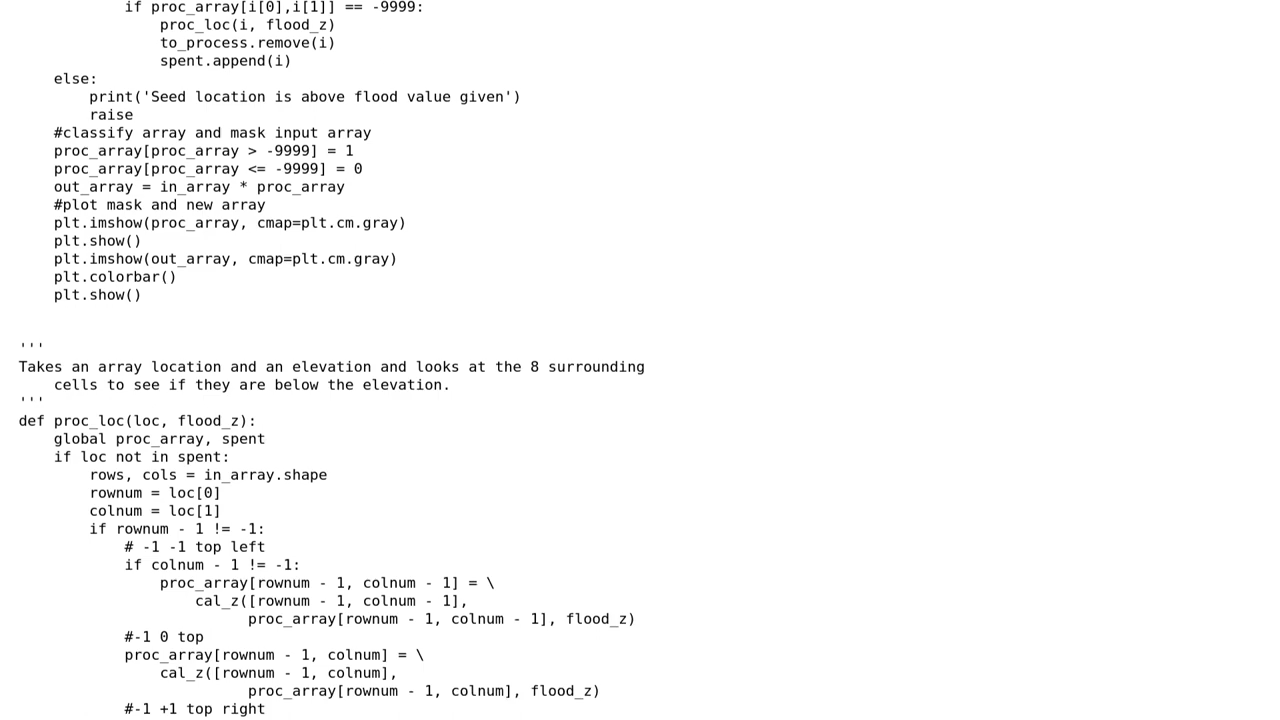 if proc_array[i[0],i[1]] == -9999:
                proc_loc(i, flood_z)
                to_process.remove(i)
                spent.append(i)
    else:
        print('Seed location is above flood value given')
        raise
    #classify array and mask input array
    proc_array[proc_array > -9999] = 1
    proc_array[proc_array <= -9999] = 0
    out_array = in_array * proc_array
    #plot mask and new array
    plt.imshow(proc_array, cmap=plt.cm.gray)
    plt.show()
    plt.imshow(out_array, cmap=plt.cm.gray)
    plt.colorbar()
    plt.show()

'''
Takes an array location and an elevation and looks at the 8 surrounding
    cells to see if they are below the elevation.
'''
def proc_loc(loc, flood_z):
    global proc_array, spent
    if loc not in spent:
        rows, cols = in_array.shape
        rownum = loc[0]
        colnum = loc[1]
        if rownum - 1 != -1:
            # -1 -1 top left
            if colnum - 1 != -1:
                proc_array[rownum - 1, colnum - 1] = \
                    cal_z([rownum - 1, colnum - 1],
                          proc_array[rownum - 1, colnum - 1], flood_z)
            #-1 0 top
            proc_array[rownum - 1, colnum] = \
                cal_z([rownum - 1, colnum],
                          proc_array[rownum - 1, colnum], flood_z)
            #-1 +1 top right